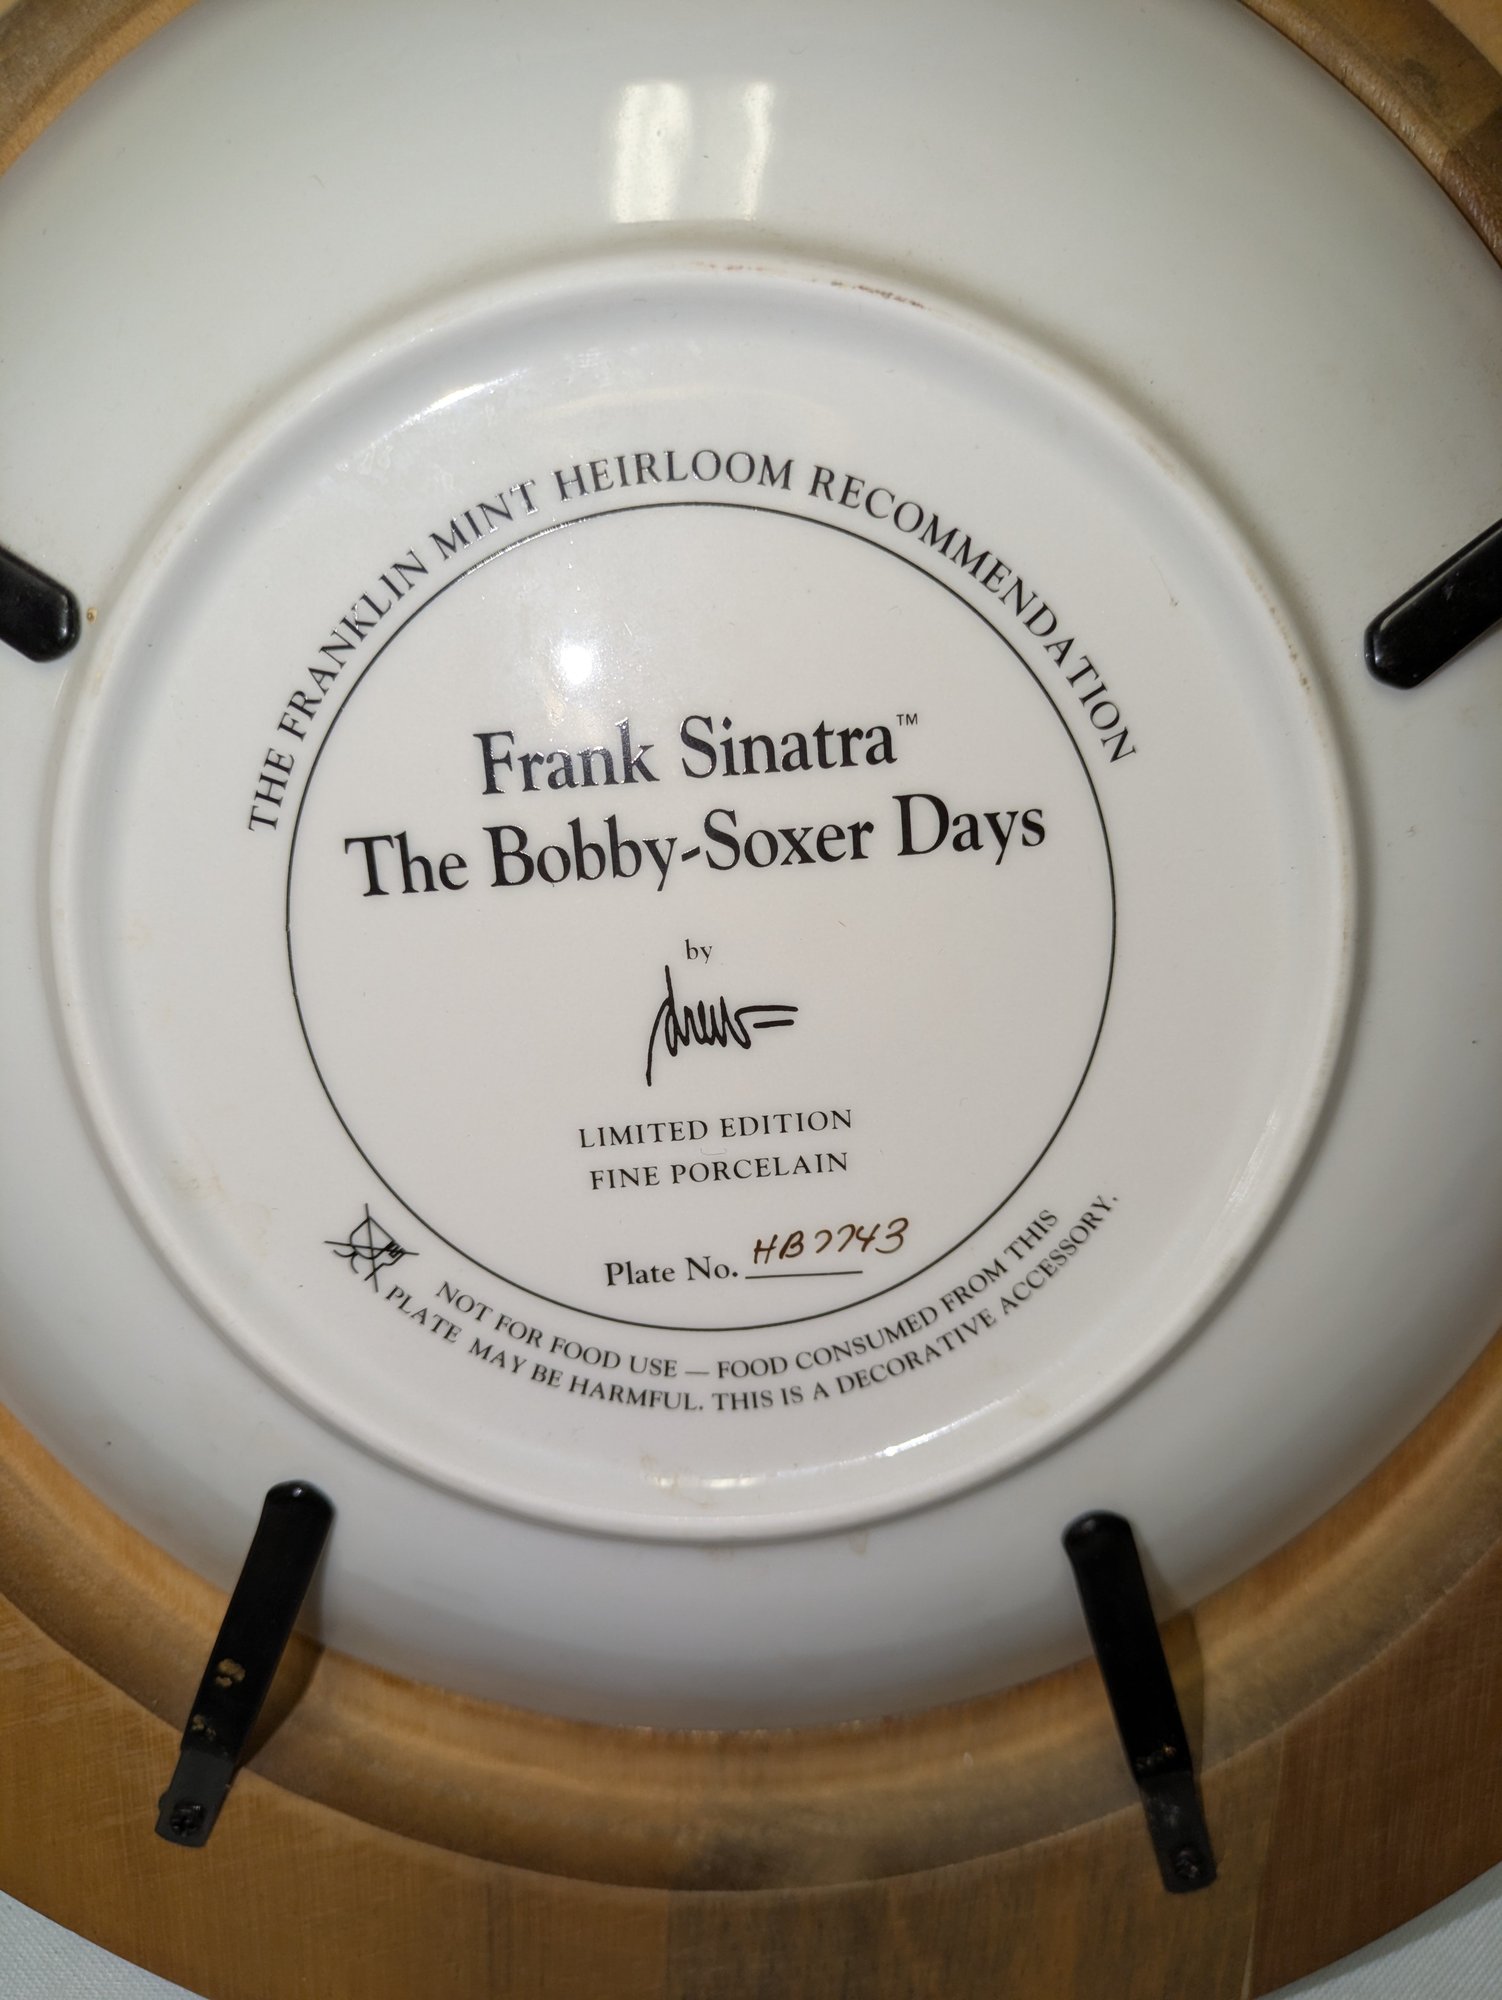 THE FRANKLIN MINT HEIRLOOM RECOMMENDATION
Frank Sinatra™
The Bobby-Soxer Days
by
drew
LIMITED EDITION
FINE PORCELAIN
Plate No. HB7743
NOT FOR FOOD USE — FOOD CONSUMED FROM THIS
PLATE MAY BE HARMFUL. THIS IS A DECORATIVE ACCESSORY.